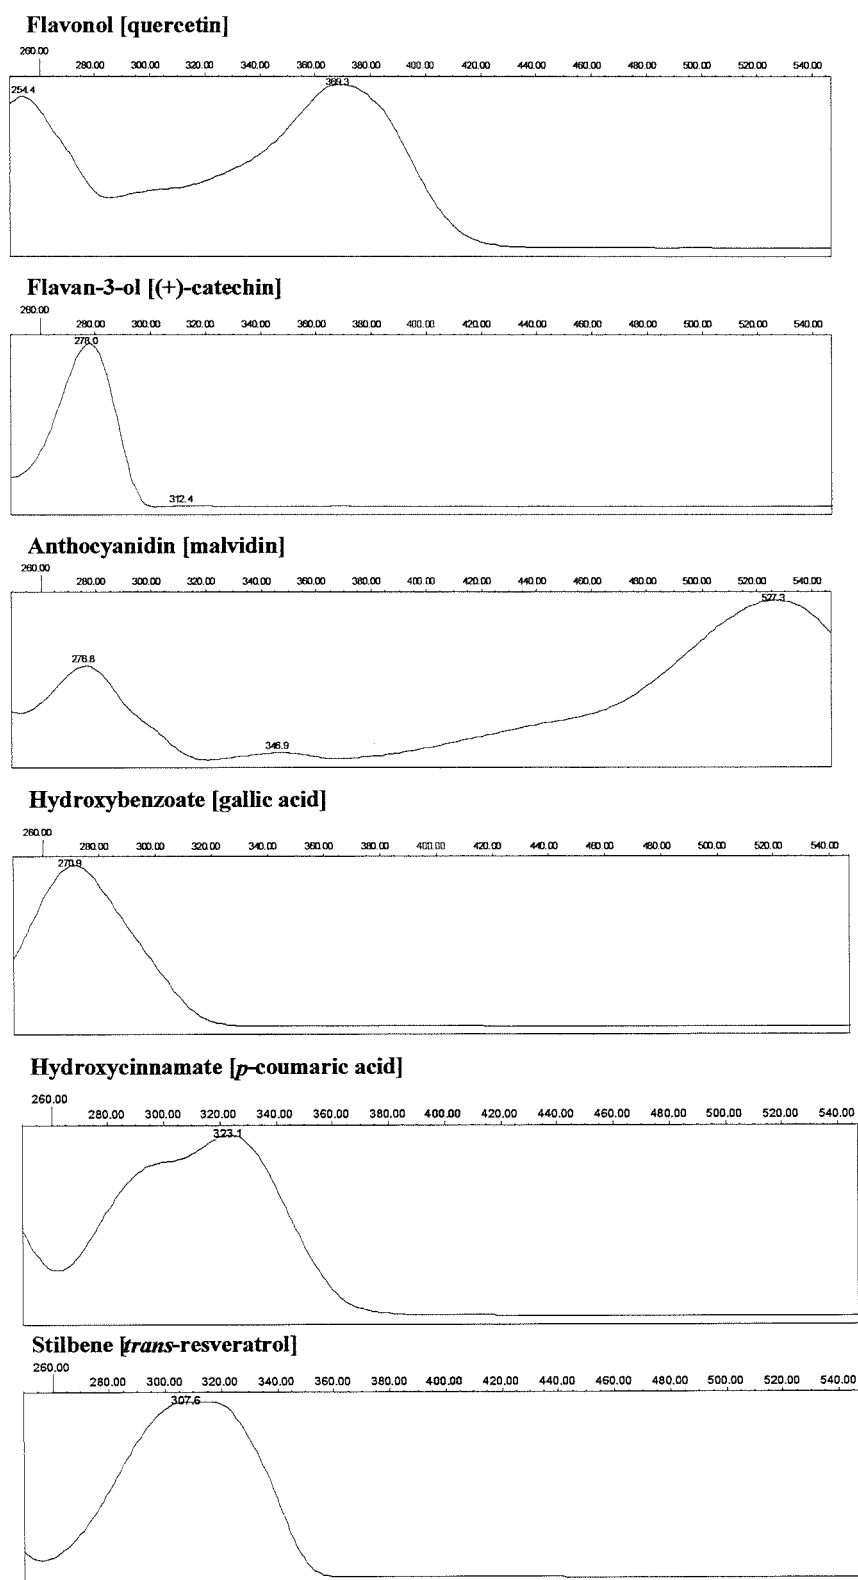 Flavonol [quercetin]
260.00 280.00 300.00 320.00 340.00 360.00 380.00 400.00 420.00 440.00 460.00 480.00 500.00 520.00 540.00
254.4 369.3
Flavan-3-ol [(+)-catechin]
260.00 280.00 300.00 320.00 340.00 360.00 380.00 400.00 420.00 440.00 460.00 480.00 500.00 520.00 540.00
278.0
312.4
Anthocyanidin [malvidin]
260.00 280.00 300.00 320.00 340.00 360.00 380.00 400.00 420.00 440.00 460.00 480.00 500.00 520.00 540.00
527.3
276.8
346.9
Hydroxybenzoate [gallic acid]
260.00 280.00 300.00 320.00 340.00 360.00 380.00 400.00 420.00 440.00 460.00 480.00 500.00 520.00 540.00
270.9
Hydroxycinnamate [p-coumaric acid]
260.00 280.00 300.00 320.00 340.00 360.00 380.00 400.00 420.00 440.00 460.00 480.00 500.00 520.00 540.00
323.1
Stilbene [trans-resveratrol]
260.00 280.00 300.00 320.00 340.00 360.00 380.00 400.00 420.00 440.00 460.00 480.00 500.00 520.00 540.00
307.6